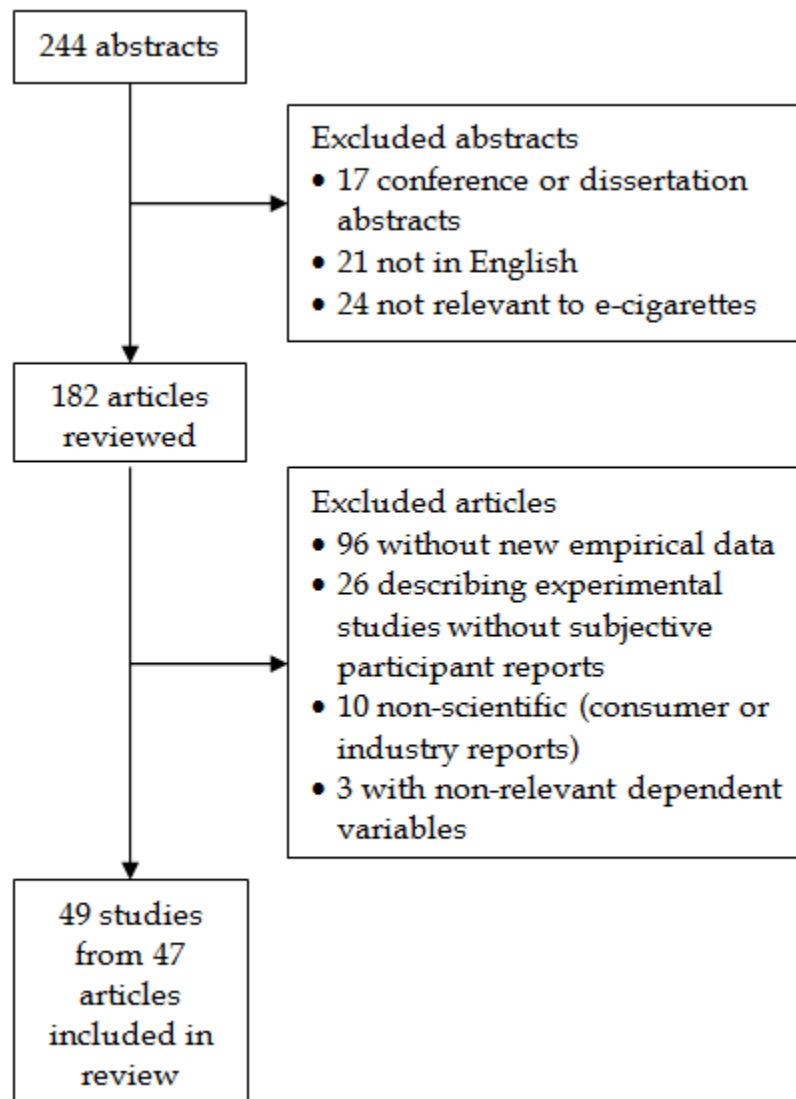 244 abstracts
Excluded abstracts
• 17 conference or dissertation
abstracts
• 21 not in English
• 24 not relevant to e-cigarettes
182 articles
reviewed
Excluded articles
• 96 without new empirical data
• 26 describing experimental
studies without subjective
participant reports
• 10 non-scientific (consumer or
industry reports)
• 3 with non-relevant dependent
variables
49 studies
from 47
articles
included in
review